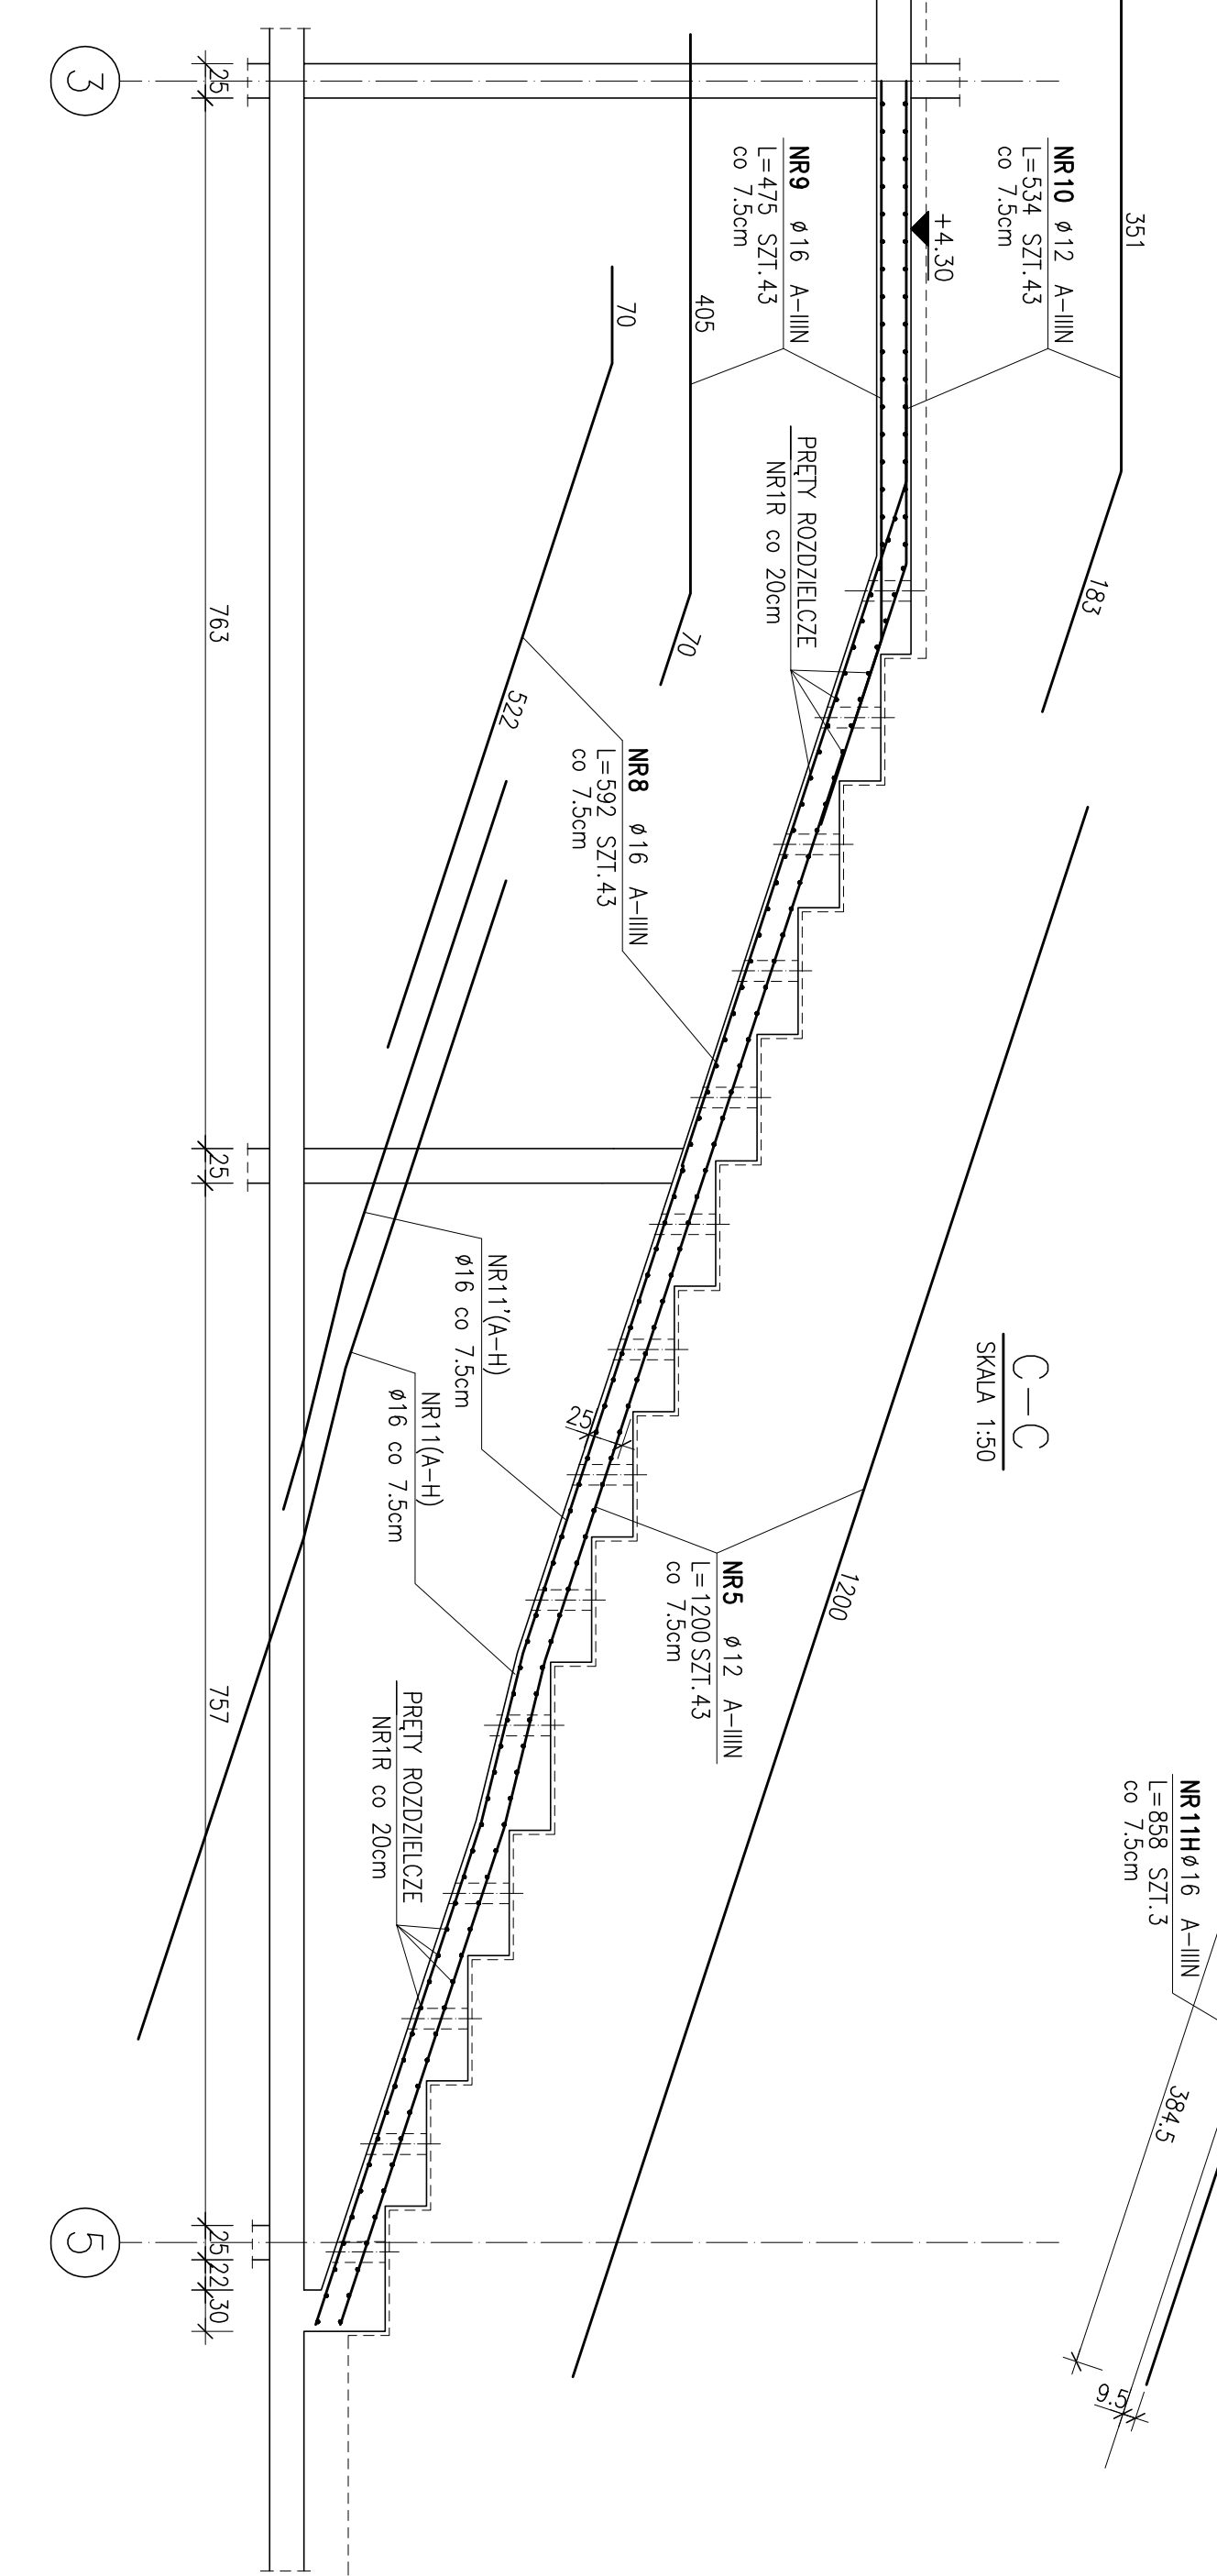 C—C
SKALA 1:50
351
183
NR10 ø12 A-IIIN
L=534 SZT.43
co 7.5cm
+4.30
NR9 ø16 A-IIIN
L=475 SZT.43
co 7.5cm
405
70
70
522
PRĘTY ROZDZIELCZE
NR1R co 20cm
NR8 ø16 A-IIIN
L=592 SZT.43
co 7.5cm
1200
NR5 ø12 A-IIIN
L=1200 SZT.43
co 7.5cm
25
NR11'(A-H)
ø16 co 7.5cm
NR11(A-H)
ø16 co 7.5cm
PRĘTY ROZDZIELCZE
NR1R co 20cm
NR11H ø16 A-IIIN
L=858 SZT.3
co 7.5cm
384.5
9.5
25
763
25
757
25
22
30
3
5